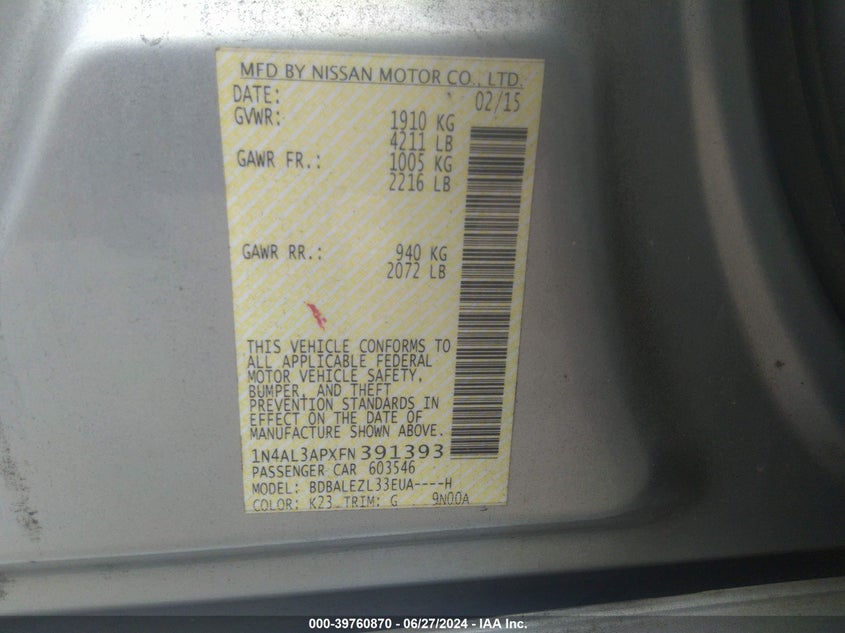 MFD BY NISSAN MOTOR CO., LTD.
DATE: 02/15
GVWR: 1910 KG
4211 LB
GAWR FR.: 1005 KG
2216 LB
GAWR RR.: 940 KG
2072 LB
THIS VEHICLE CONFORMS TO
ALL APPLICABLE FEDERAL
MOTOR VEHICLE SAFETY,
BUMPER, AND THEFT
PREVENTION STANDARDS IN
EFFECT ON THE DATE OF
MANUFACTURE SHOWN ABOVE.
1N4AL3APXFN391393
PASSENGER CAR 603546
MODEL: BDBALEZL33EUA----H
COLOR: K23 TRIM: G 9N00A
000-39760870 - 06/27/2024 - IAA Inc.